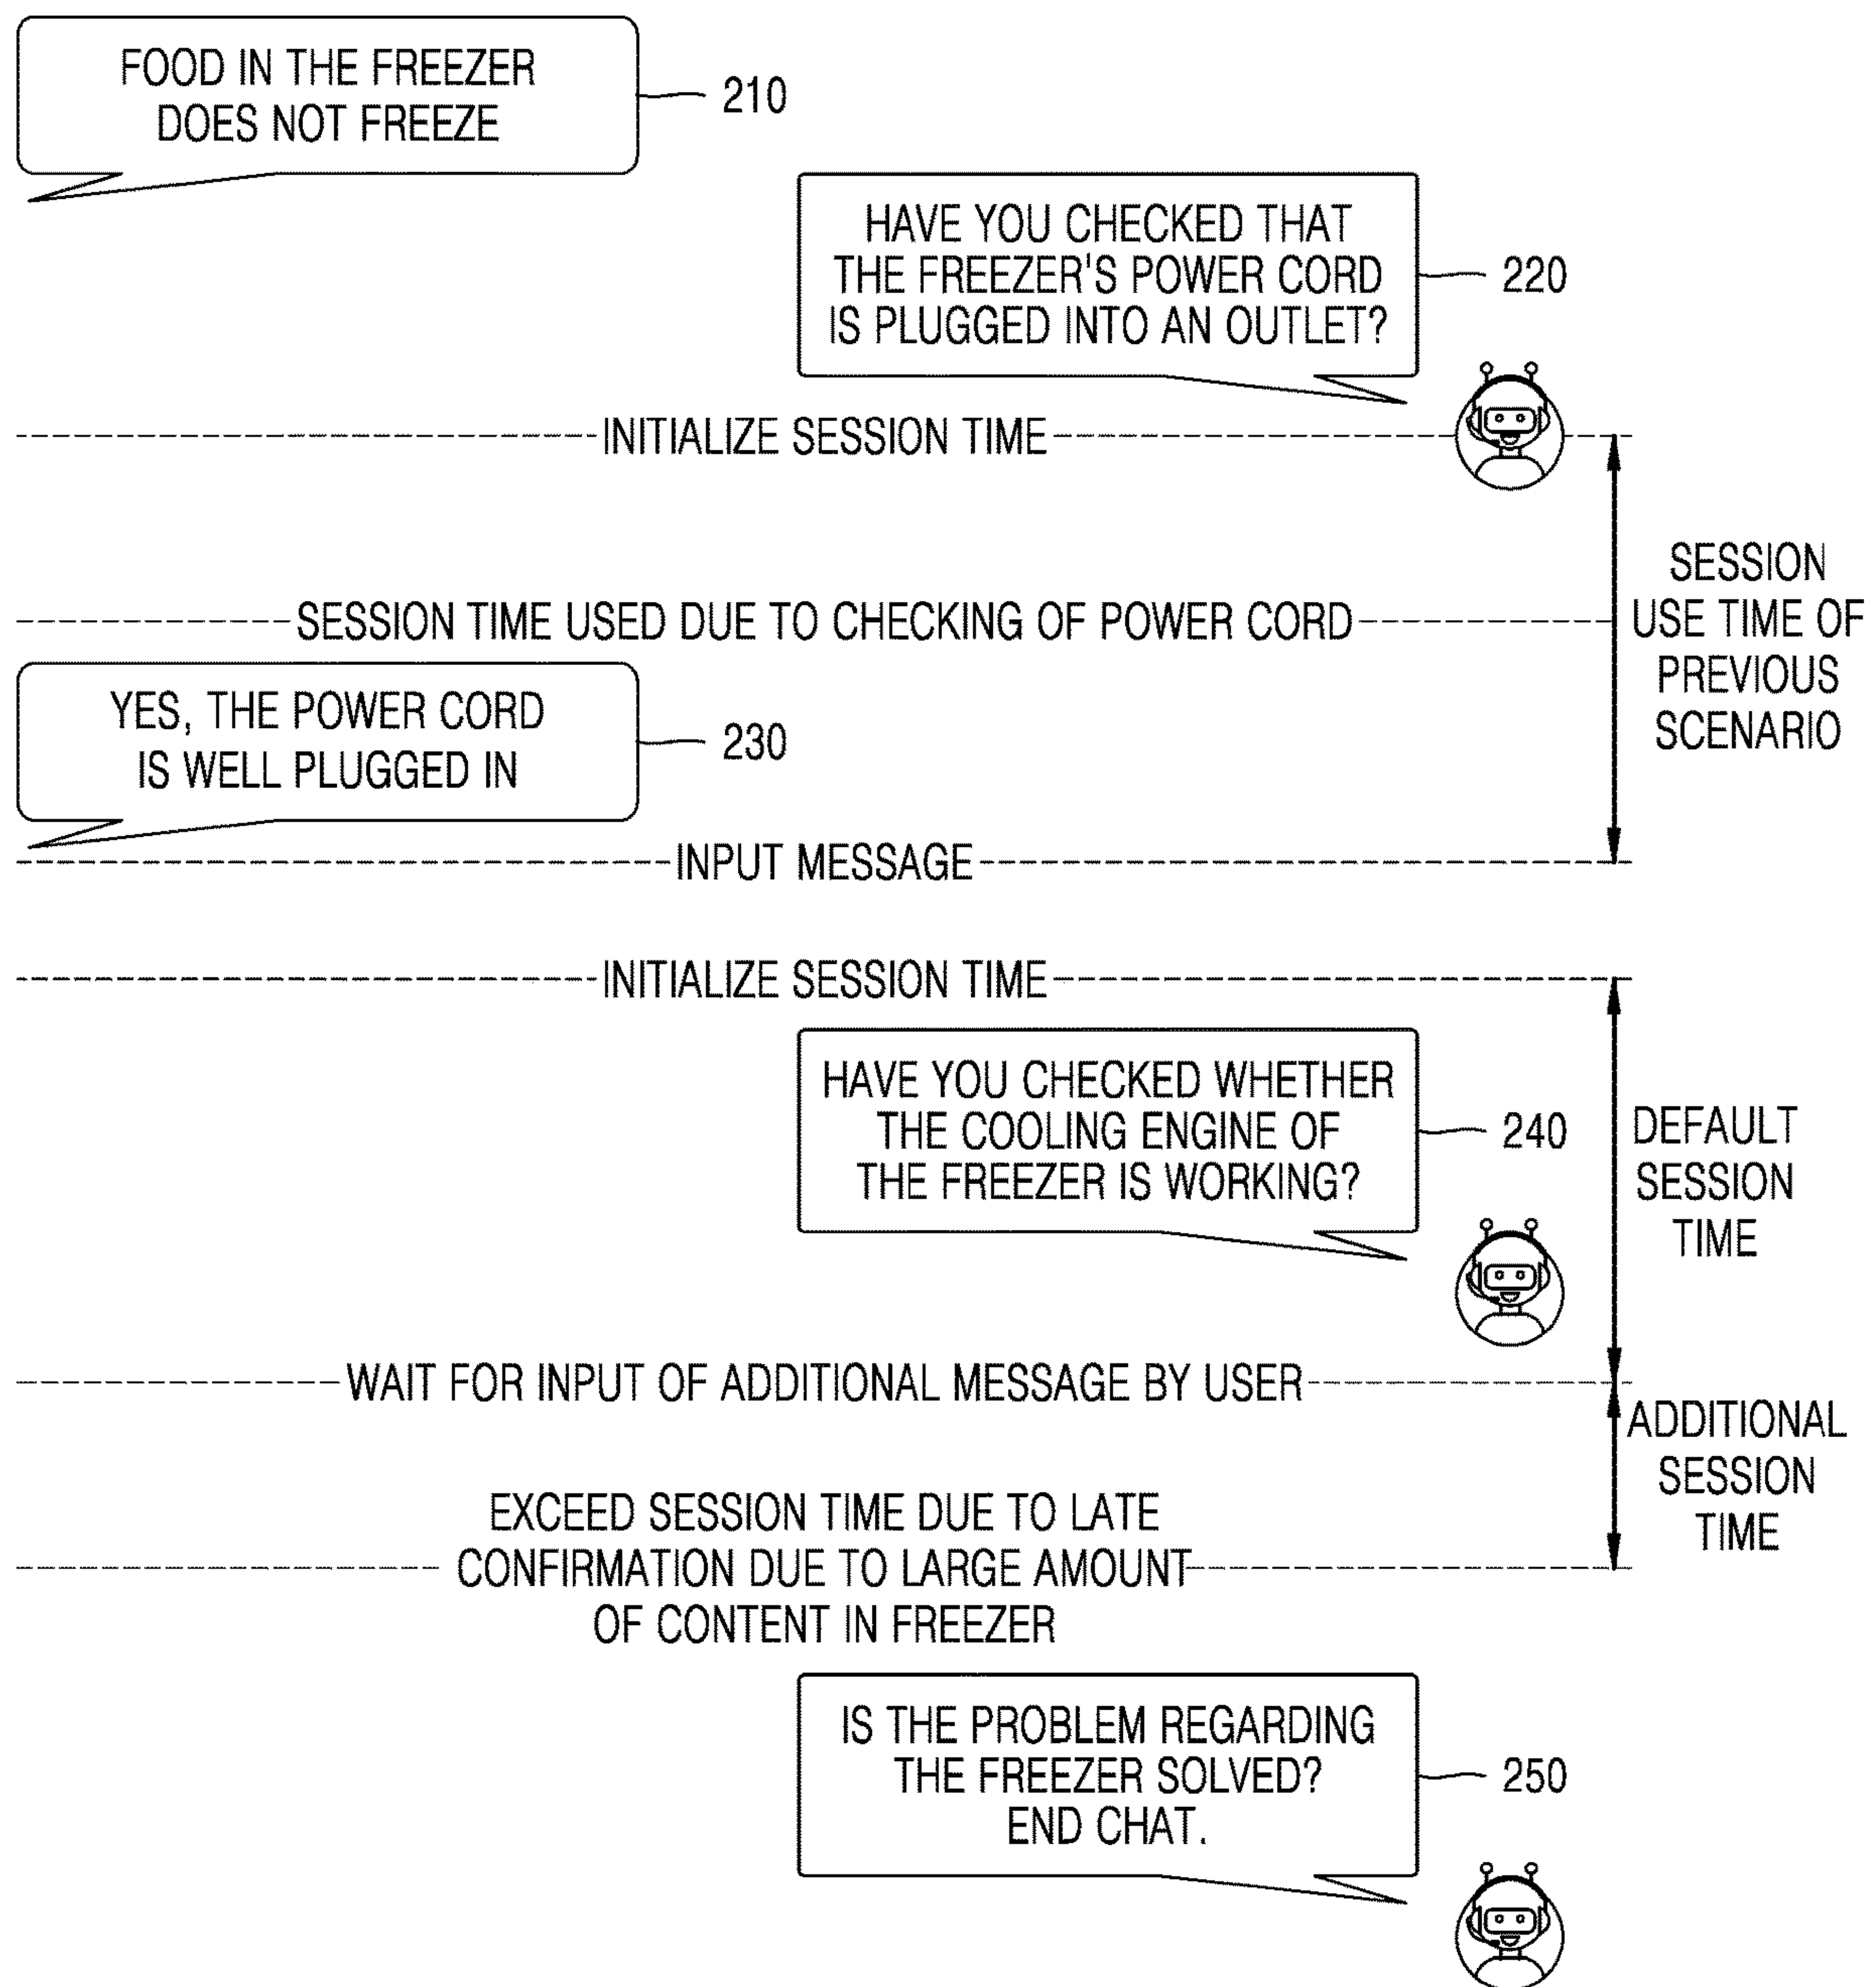 FOOD IN THE FREEZER
DOES NOT FREEZE
210
HAVE YOU CHECKED THAT
THE FREEZER'S POWER CORD
IS PLUGGED INTO AN OUTLET?
220
INITIALIZE SESSION TIME
SESSION
USE TIME OF
PREVIOUS
SCENARIO
SESSION TIME USED DUE TO CHECKING OF POWER CORD
YES, THE POWER CORD
IS WELL PLUGGED IN
230
INPUT MESSAGE
INITIALIZE SESSION TIME
HAVE YOU CHECKED WHETHER
THE COOLING ENGINE OF
THE FREEZER IS WORKING?
240
DEFAULT
SESSION
TIME
WAIT FOR INPUT OF ADDITIONAL MESSAGE BY USER
ADDITIONAL
SESSION
TIME
EXCEED SESSION TIME DUE TO LATE
CONFIRMATION DUE TO LARGE AMOUNT
OF CONTENT IN FREEZER
IS THE PROBLEM REGARDING
THE FREEZER SOLVED?
END CHAT.
250